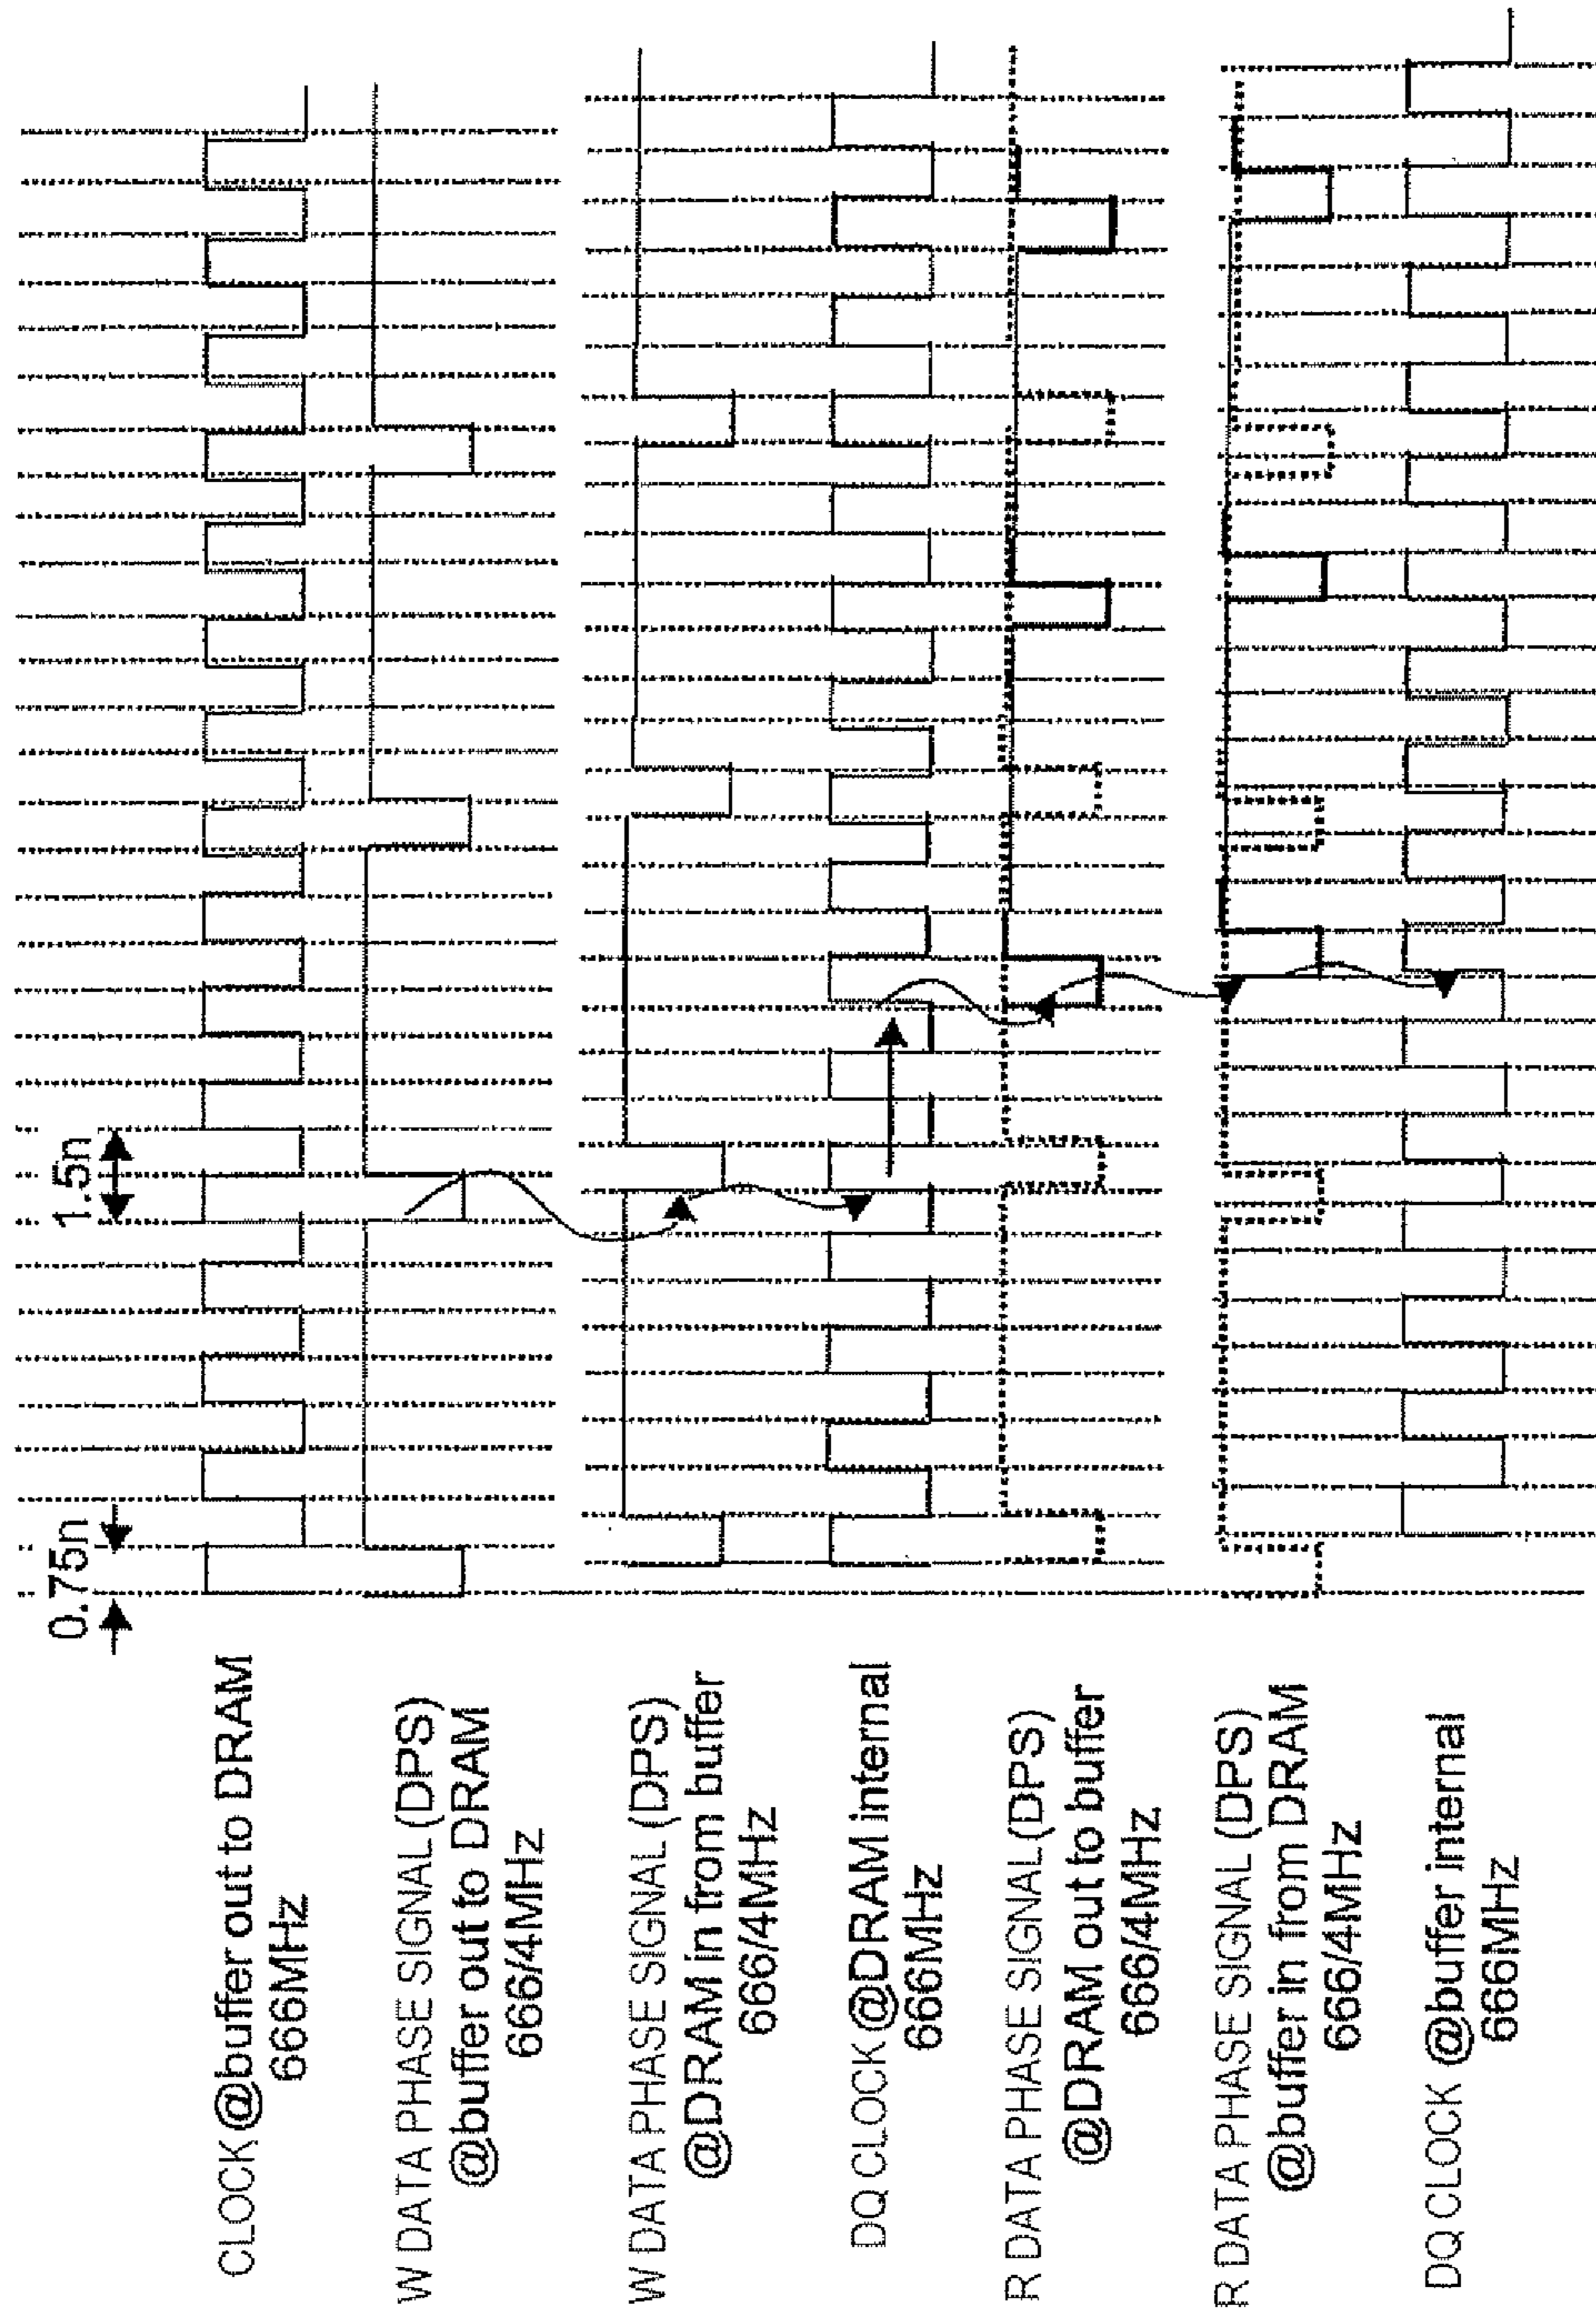 0.75n
1.5n
CLOCK @buffer out to DRAM
666MHz
W DATA PHASE SIGNAL (DPS)
@buffer out to DRAM
666/4MHz
W DATA PHASE SIGNAL (DPS)
@DRAM in from buffer
666/4MHz
DQ CLOCK @DRAM internal
666MHz
R DATA PHASE SIGNAL (DPS)
@DRAM out to buffer
666/4MHz
R DATA PHASE SIGNAL (DPS)
@buffer in from DRAM
666/4MHz
DQ CLOCK @buffer internal
666MHz